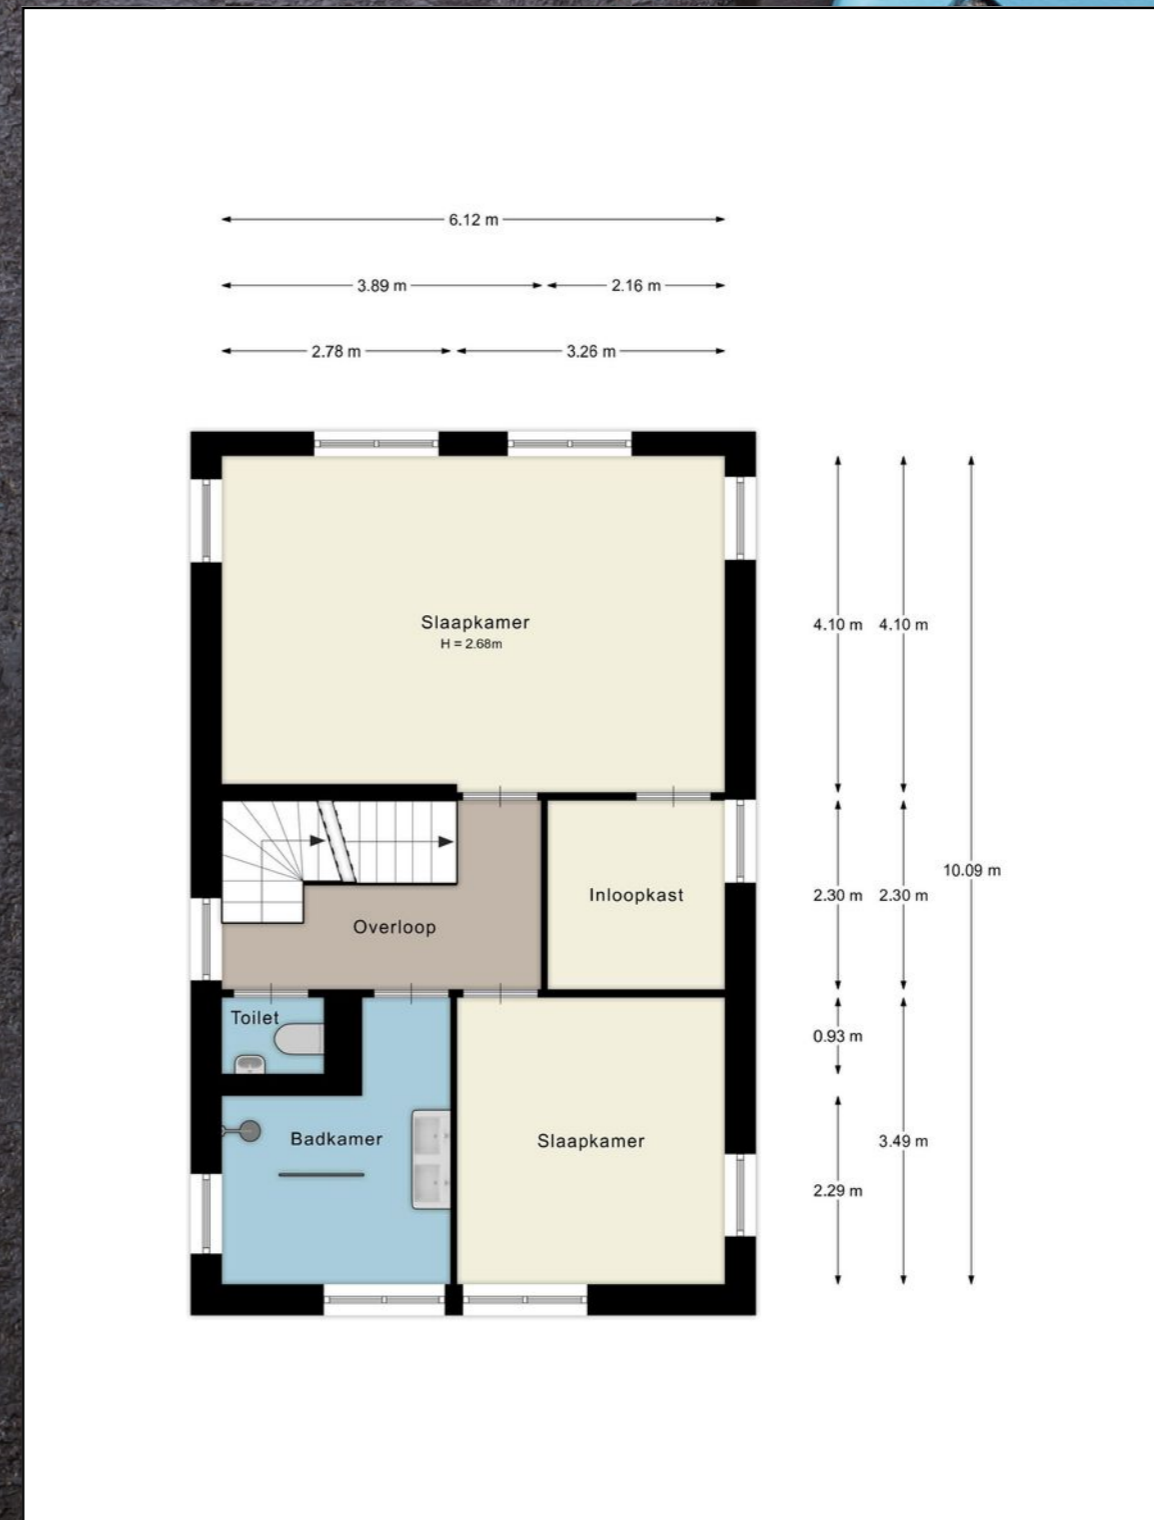 6.12 m
3.89 m
2.16 m
2.78 m
3.26 m
Slaapkamer
H = 2.68m
4.10 m
4.10 m
10.09 m
Inloopkast
2.30 m
2.30 m
Overloop
Toilet
0.93 m
Badkamer
Slaapkamer
3.49 m
2.29 m